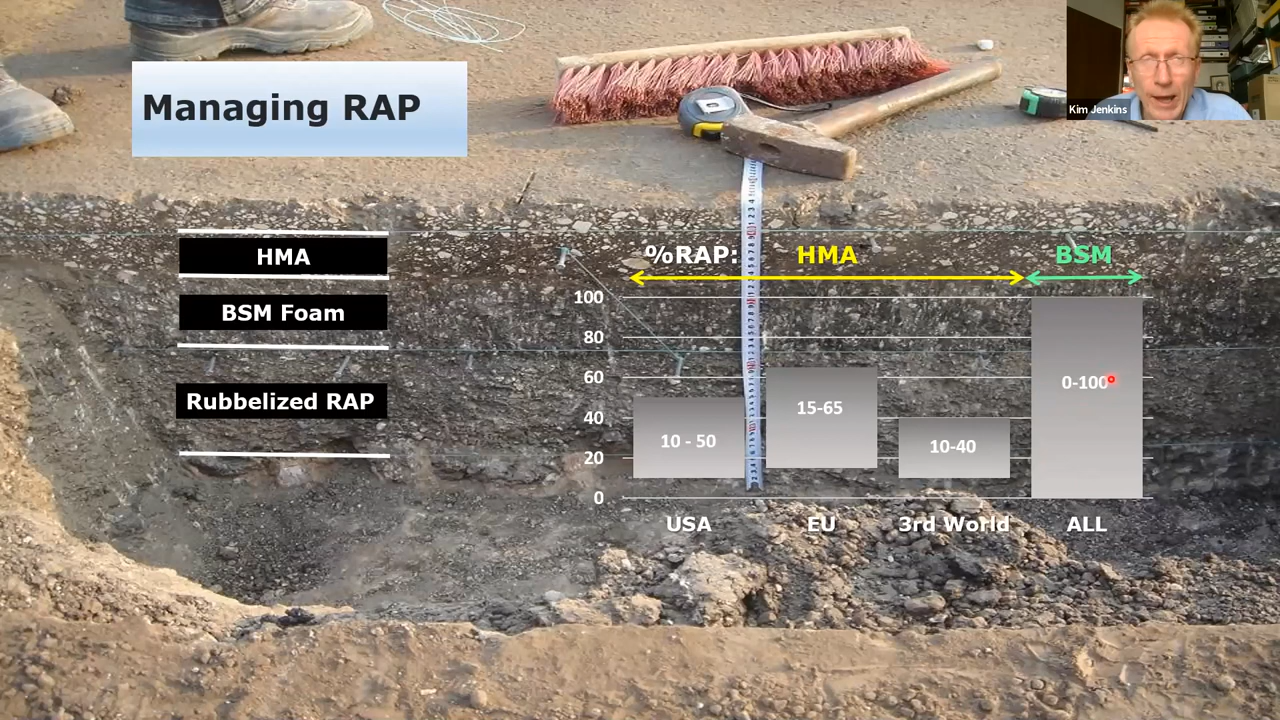 Managing RAP
Kim Jenkins
HMA
BSM Foam
Rubbelized RAP
%RAP:
HMA
BSM
100
80
60
40
20
0
10 - 50
15-65
10-40
0-100
USA
EU
3rd World
ALL